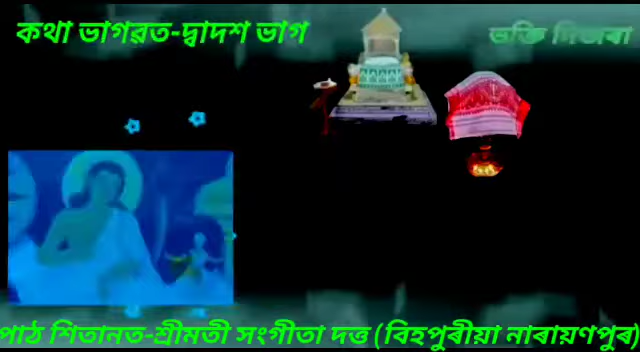 কথা ভাগৱত-দ্বাদশ ভাগ
ভক্তি দিজৰা
পাঠ শিতানত-শ্ৰীমতী সংগীতা দত্ত (বিহপুৰীয়া নাৰায়ণপুৰ)